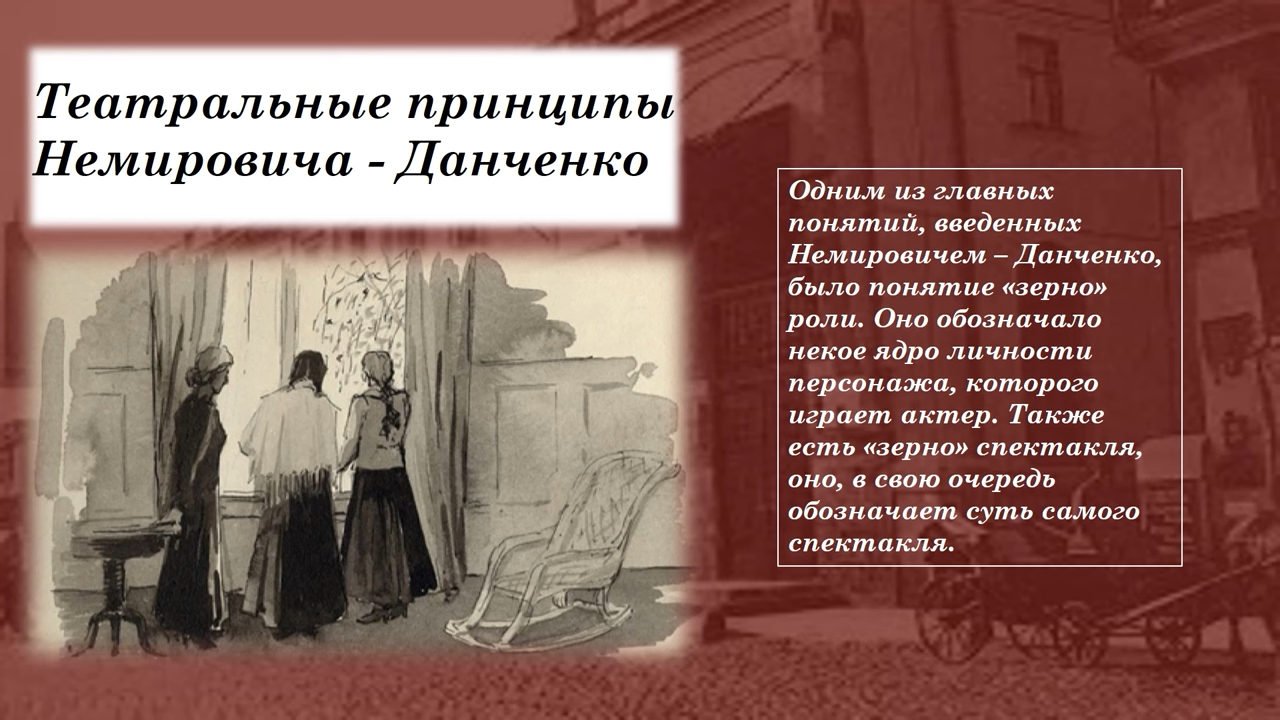 Театральные принципы
Немировича - Данченко
Одним из главных
понятий, введенных
Немировичем – Данченко,
было понятие «зерно»
роли. Оно обозначало
некое ядро личности
персонажа, которого
играет актер. Также
есть «зерно» спектакля,
оно, в свою очередь
обозначает суть самого
спектакля.